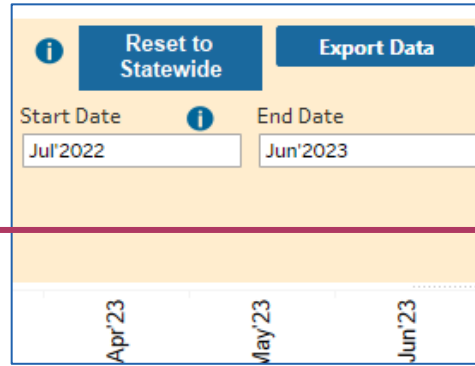 i
Reset to
Statewide
Export Data
Start Date i End Date
Jul'2022 Jun'2023
Apr'23 May'23 Jun'23